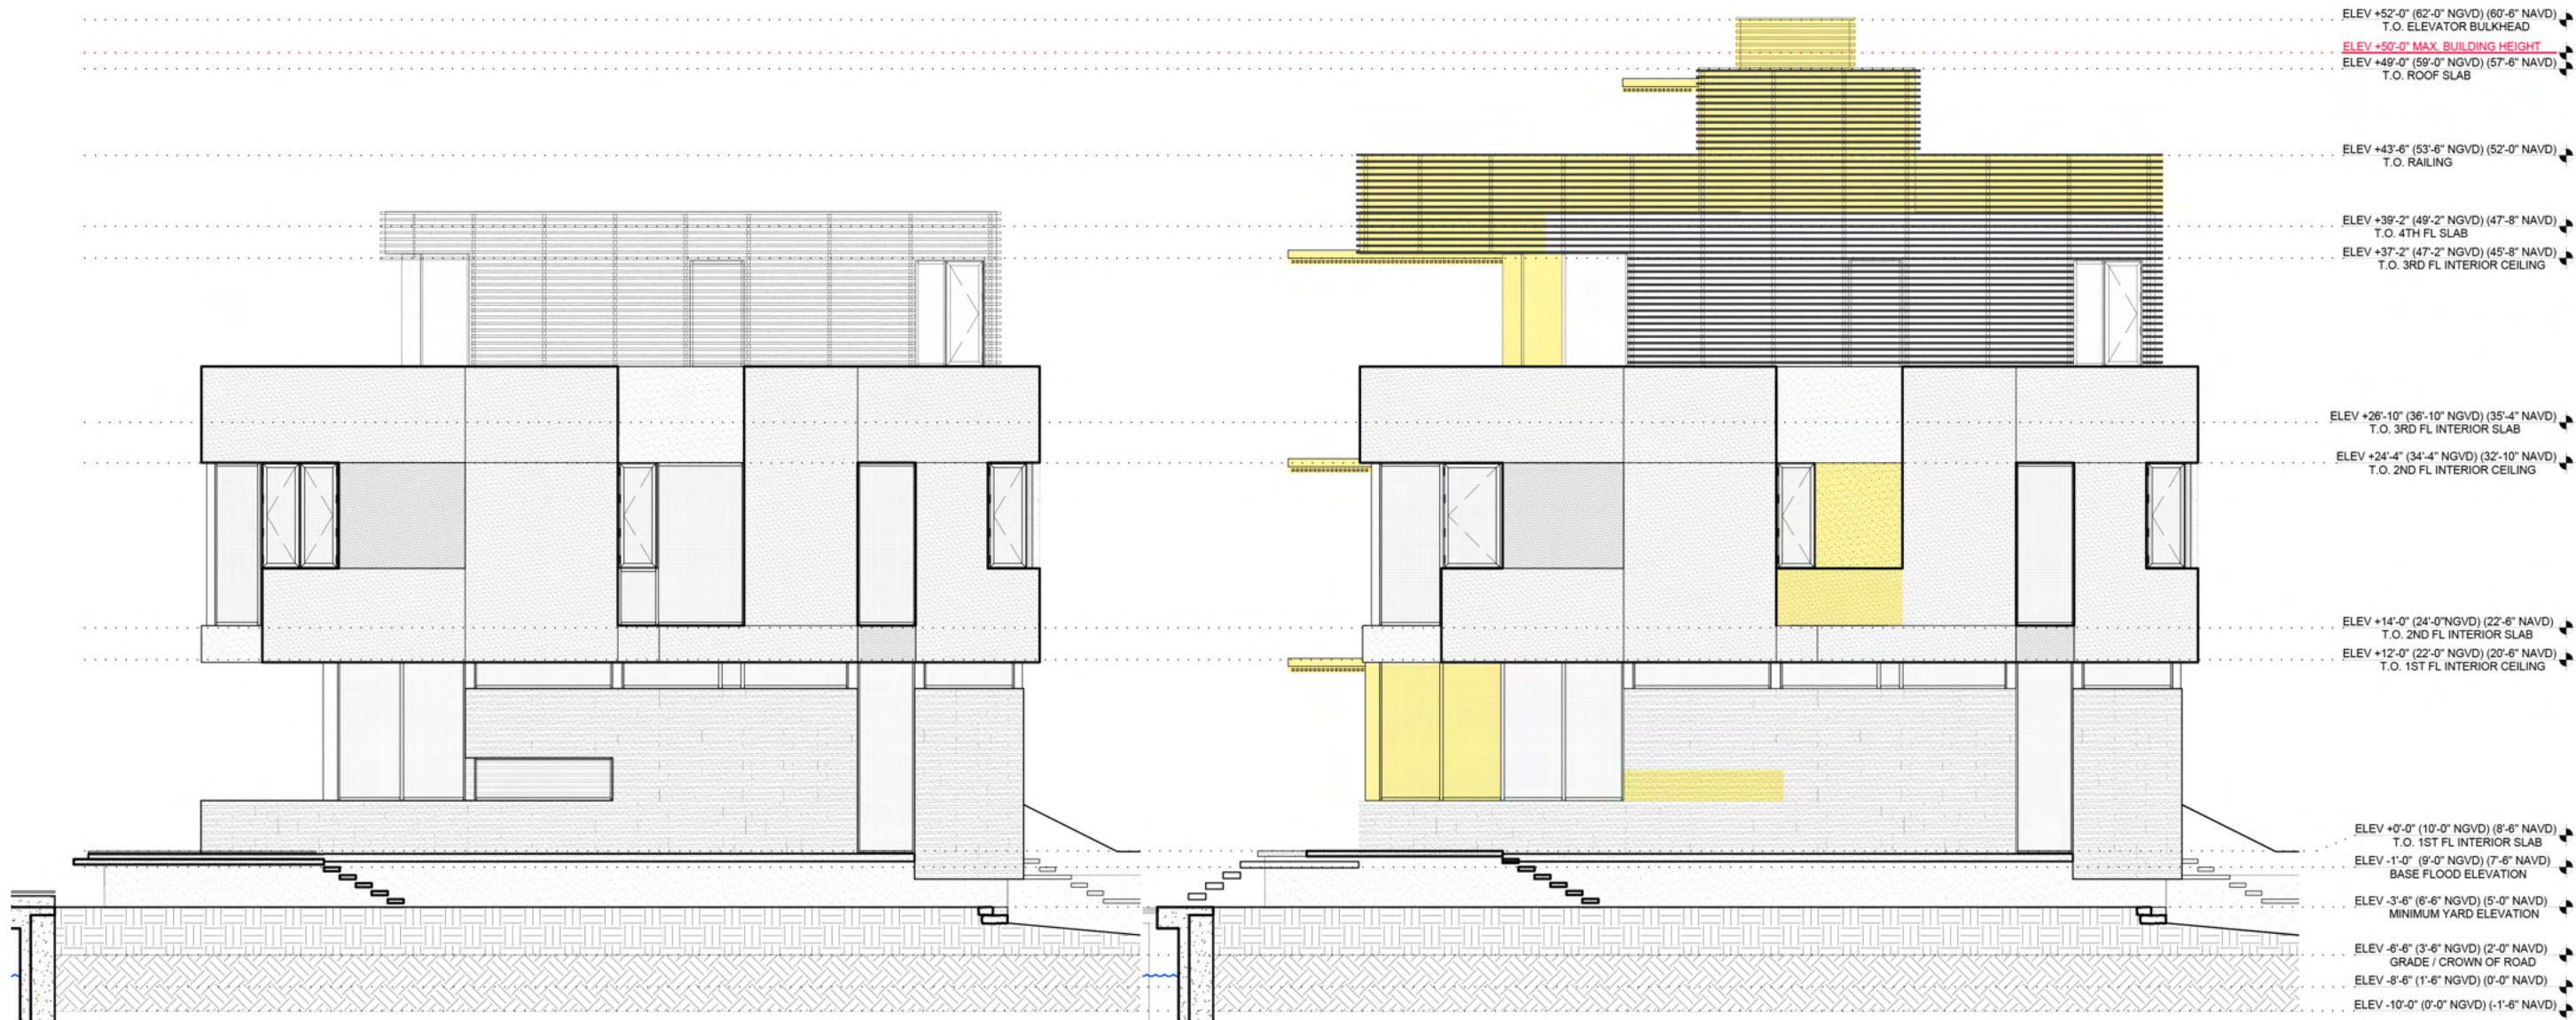 ELEV +52'-0" (62'-0" NGVD) (60'-6" NAVD)
T.O. ELEVATOR BULKHEAD
ELEV +50'-0" MAX. BUILDING HEIGHT
ELEV +49'-0" (59'-0" NGVD) (57'-6" NAVD)
T.O. ROOF SLAB
ELEV +43'-6" (53'-6" NGVD) (52'-0" NAVD)
T.O. RAILING
ELEV +39'-2" (49'-2" NGVD) (47'-8" NAVD)
T.O. 4TH FL SLAB
ELEV +37'-2" (47'-2" NGVD) (45'-8" NAVD)
T.O. 3RD FL INTERIOR CEILING
ELEV +26'-10" (36'-10" NGVD) (35'-4" NAVD)
T.O. 3RD FL INTERIOR SLAB
ELEV +24'-4" (34'-4" NGVD) (32'-10" NAVD)
T.O. 2ND FL INTERIOR CEILING
ELEV +14'-0" (24'-0"NGVD) (22'-6" NAVD)
T.O. 2ND FL INTERIOR SLAB
ELEV +12'-0" (22'-0" NGVD) (20'-6" NAVD)
T.O. 1ST FL INTERIOR CEILING
ELEV +0'-0" (10'-0" NGVD) (8'-6" NAVD)
T.O. 1ST FL INTERIOR SLAB
ELEV -1'-0" (9'-0" NGVD) (7'-6" NAVD)
BASE FLOOD ELEVATION
ELEV -3'-6" (6'-6" NGVD) (5'-0" NAVD)
MINIMUM YARD ELEVATION
ELEV -6'-6" (3'-6" NGVD) (2'-0" NAVD)
GRADE / CROWN OF ROAD
ELEV -8'-6" (1'-6" NGVD) (0'-0" NAVD)
ELEV -10'-0" (0'-0" NGVD) (-1'-6" NAVD)